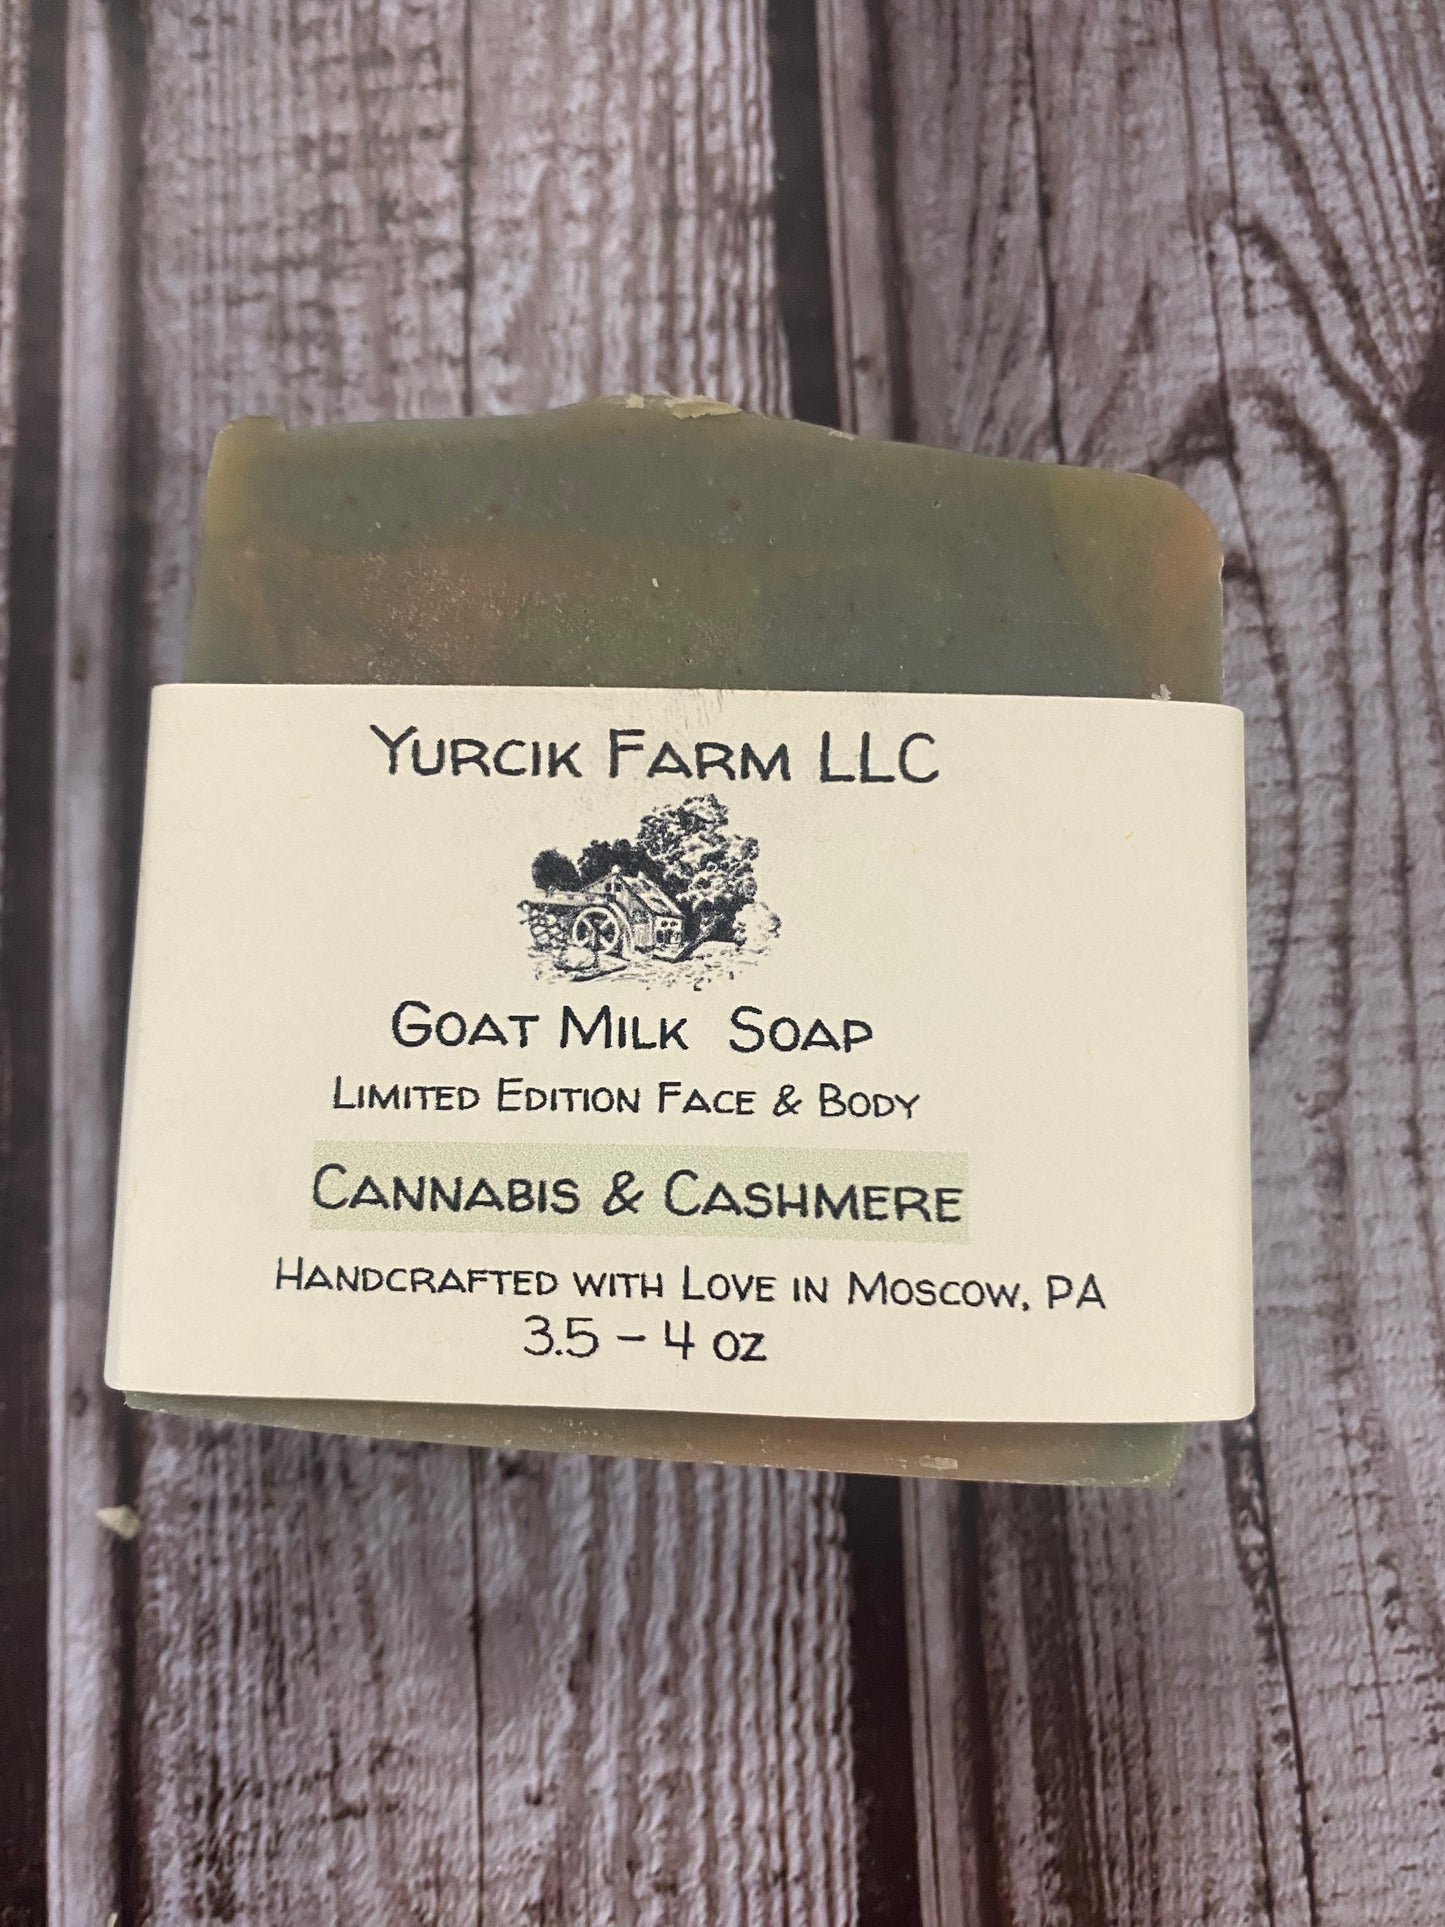 Yurcik Farm LLC
Goat Milk Soap
Limited Edition Face & Body
Cannabis & Cashmere
Handcrafted with Love in Moscow, PA
3.5 – 4 oz